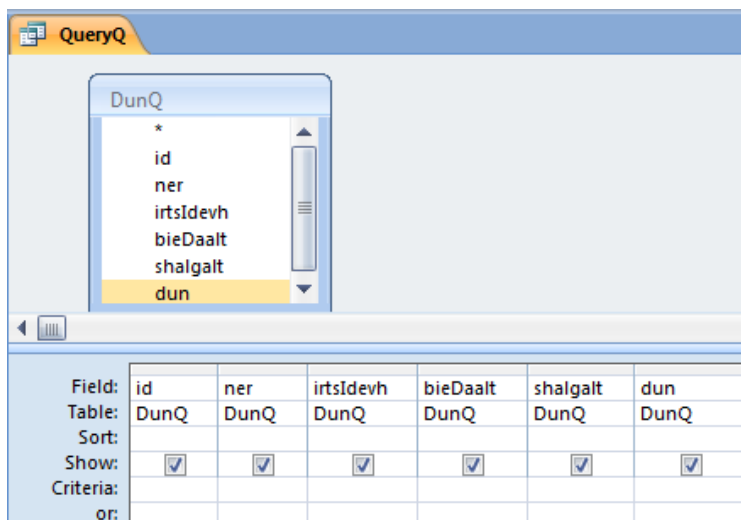 QueryQ
DunQ
*
id
ner
irtsIdevh
bieDaalt
shalgalt
dun
Field: id ner irtsIdevh bieDaalt shalgalt dun
Table: DunQ DunQ DunQ DunQ DunQ DunQ
Sort:
Show:
Criteria:
or: